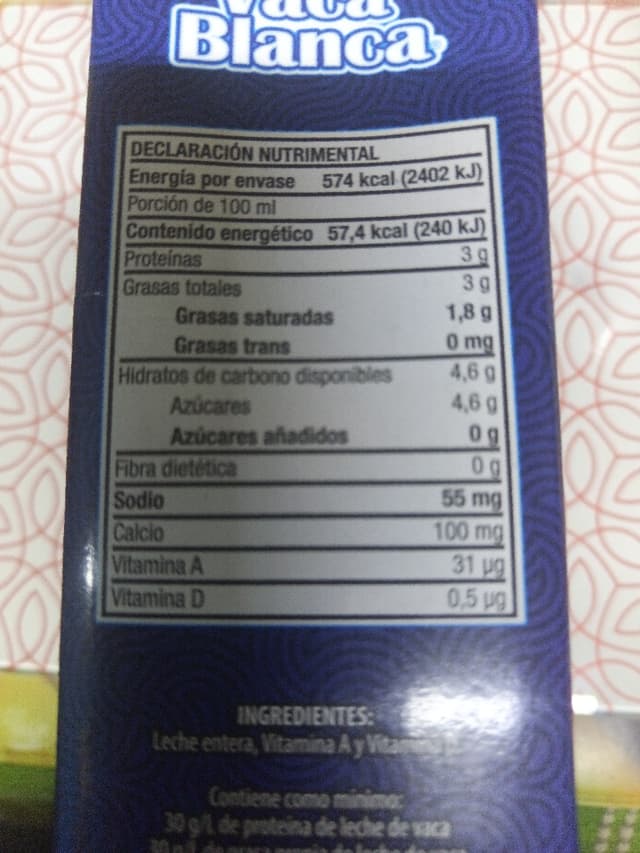 Vaca
Blanca
DECLARACIÓN NUTRIMENTAL
Energía por envase 574 kcal (2402 kJ)
Porción de 100 ml
Contenido energético 57,4 kcal (240 kJ)
Proteínas 3 g
Grasas totales 3 g
Grasas saturadas 1,8 g
Grasas trans 0 mg
Hidratos de carbono disponibles 4,6 g
Azúcares 4,6 g
Azúcares añadidos 0 g
Fibra dietética 0 g
Sodio 55 mg
Calcio 100 mg
Vitamina A 31 µg
Vitamina D 0,5 µg
INGREDIENTES:
Leche entera, Vitamina A y
Contiene como mínimo:
30 g/L de proteína de leche de vaca